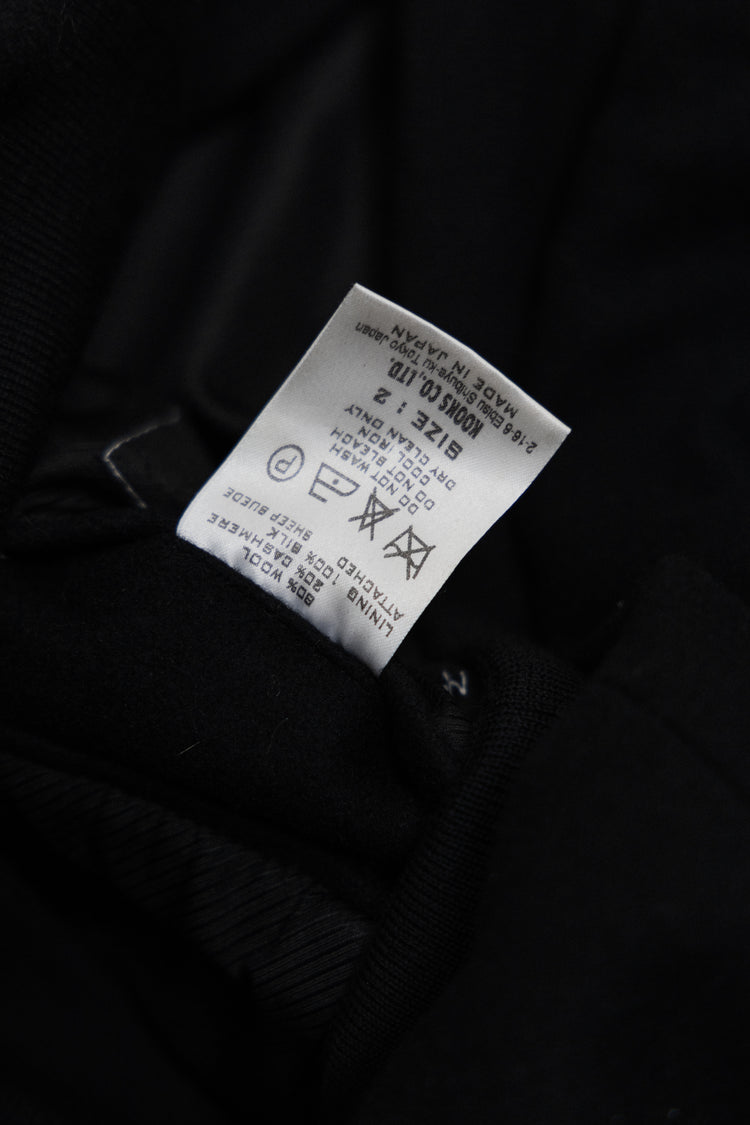 80% WOOL
20% CASHMERE
LINING 100% SILK
ATTACHED SHEEP SUEDE
P
DO NOT WASH
DO NOT BLEACH
COOL IRON
DRY CLEAN ONLY
SIZE : 2
KOOKS CO.,LTD.
2-16-6 Ebisu Shibuya-Ku Tokyo Japan
MADE IN JAPAN